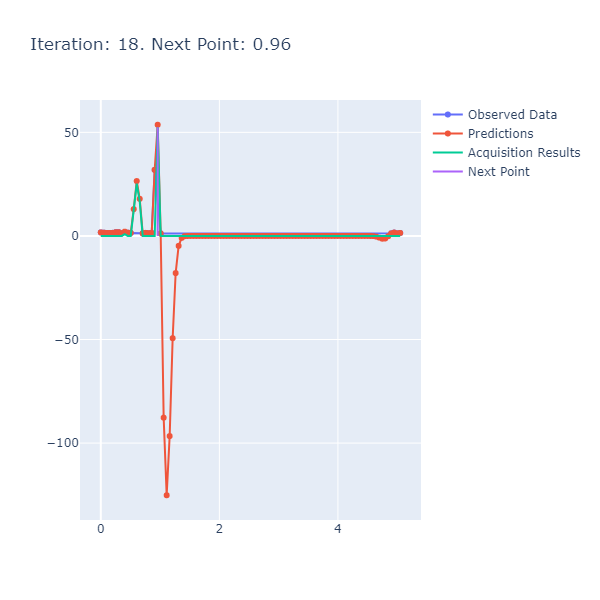 Iteration: 18. Next Point: 0.96
Observed Data
Predictions
Acquisition Results
Next Point
50
0
−50
−100
0
2
4